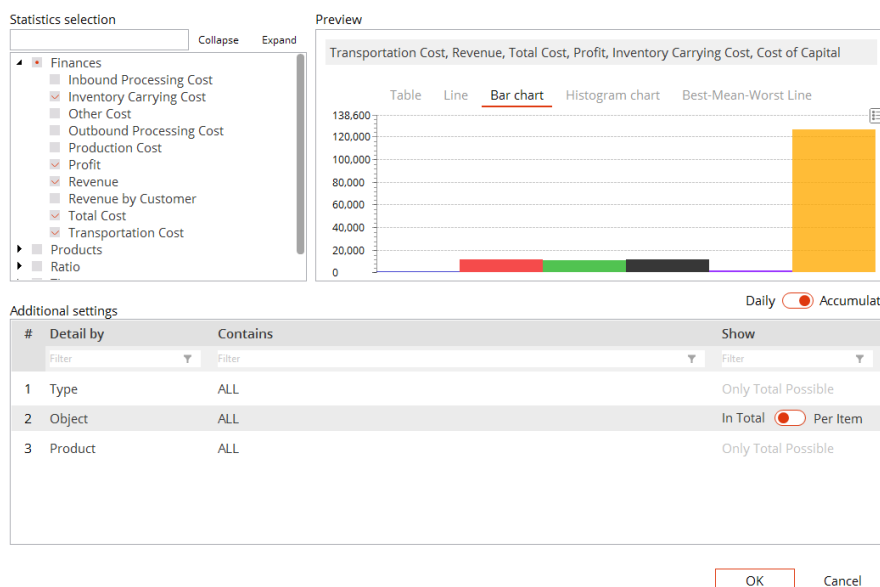 Statistics selection
Collapse Expand
Finances
Inbound Processing Cost
Inventory Carrying Cost
Other Cost
Outbound Processing Cost
Production Cost
Profit
Revenue
Revenue by Customer
Total Cost
Transportation Cost
Products
Ratio
Preview
Transportation Cost, Revenue, Total Cost, Profit, Inventory Carrying Cost, Cost of Capital
Table Line Bar chart Histogram chart Best-Mean-Worst Line
138,600
120,000
100,000
80,000
60,000
40,000
20,000
0
Daily Accumulat
Additional settings
# Detail by Contains Show
Filter Filter Filter
1 Type ALL Only Total Possible
2 Object ALL In Total Per Item
3 Product ALL Only Total Possible
OK Cancel